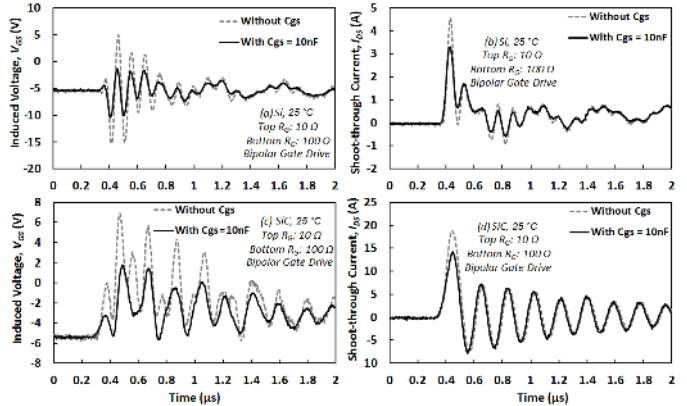 Induced Voltage, VGS (V)
10
5
0
-5
-10
-15
-20
Without Cgs
With Cgs = 10nF
(a)Si, 25 °C
Top RG: 10 Ω
Bottom RG: 100 Ω
Bipolar Gate Drive
0 0.2 0.4 0.6 0.8 1 1.2 1.4 1.6 1.8 2
Shoot-through Current, IDS (A)
5
4
3
2
1
0
-1
-2
Without Cgs
With Cgs = 10nF
(b) Si, 25 °C
Top RG: 10 Ω
Bottom RG: 100 Ω
Bipolar Gate Drive
0 0.2 0.4 0.6 0.8 1 1.2 1.4 1.6 1.8 2
Induced Voltage, VGS (V)
8
6
4
2
0
-2
-4
-6
-8
Without Cgs
With Cgs =10nF
(c) SiC, 25 °C
Top RG: 10 Ω
Bottom RG: 100 Ω
Bipolar Gate Drive
0 0.2 0.4 0.6 0.8 1 1.2 1.4 1.6 1.8 2
Time (µs)
Shoot-through Current, IDS (A)
25
20
15
10
5
0
5
10
Without Cgs
With Cgs = 10nF
(d) SiC, 25 °C
Top RG: 10 Ω
Bottom RG: 100 Ω
Bipolar Gate Drive
0 0.2 0.4 0.6 0.8 1 1.2 1.4 1.6 1.8 2
Time (µs)